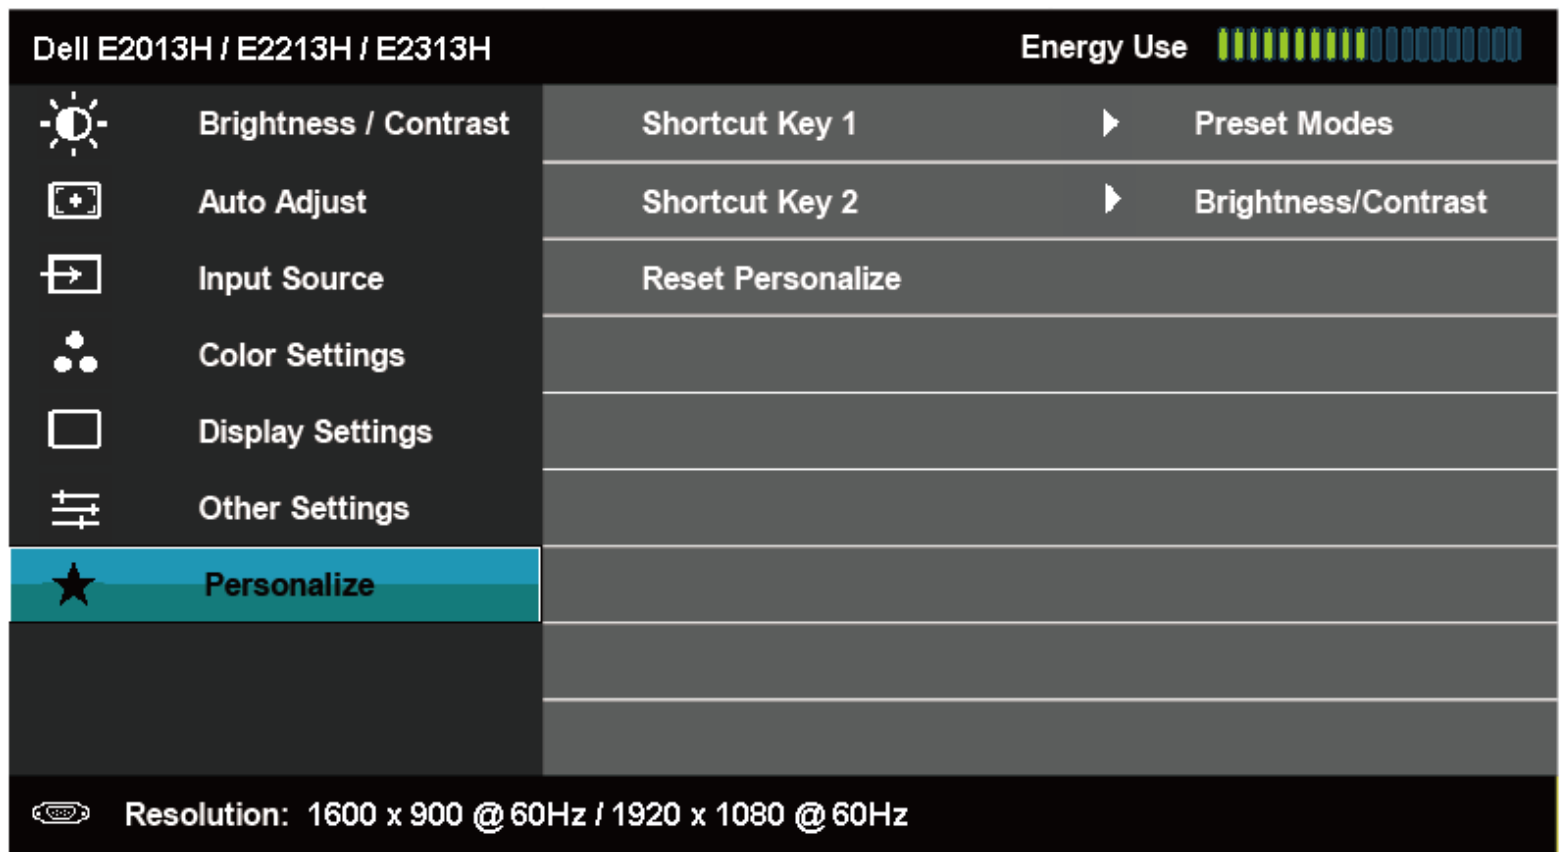 Dell E2013H / E2213H / E2313H Energy Use
Brightness / Contrast Shortcut Key 1 Preset Modes
Auto Adjust Shortcut Key 2 Brightness/Contrast
Input Source Reset Personalize
Color Settings
Display Settings
Other Settings
Personalize
Resolution: 1600 x 900 @ 60Hz / 1920 x 1080 @ 60Hz